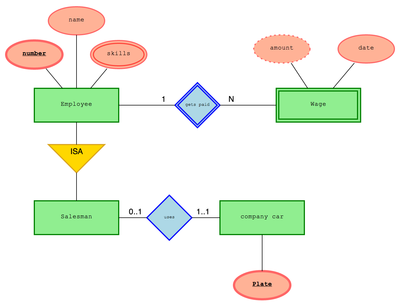 name
number
skills
amount
date
Employee
1
gets paid
N
Wage
ISA
Salesman
0..1
uses
1..1
company car
Plate